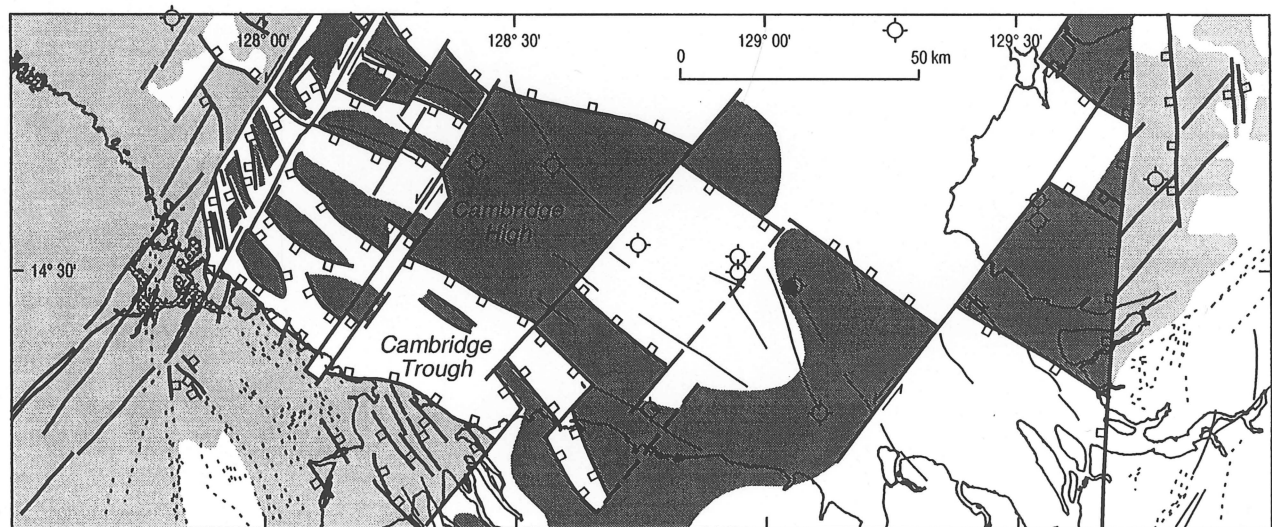 128° 00'
128° 30'
129° 00'
129° 30'
0
50 km
Cambridge
High
14° 30'
Cambridge
Trough